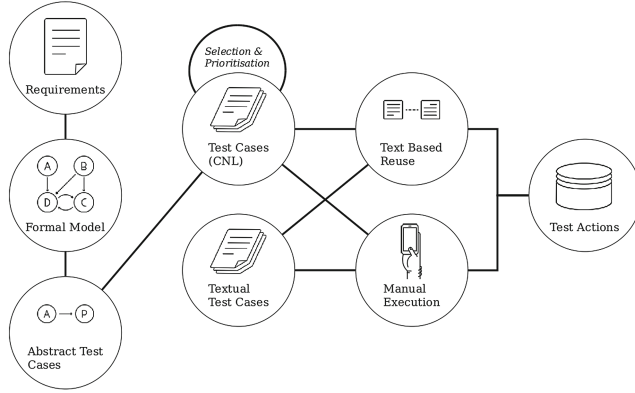 Requirements
A
B
D
C
Formal Model
A
P
Abstract Test
Cases
Selection &
Prioritisation
Test Cases
(CNL)
Textual
Test Cases
Text Based
Reuse
Manual
Execution
Test Actions